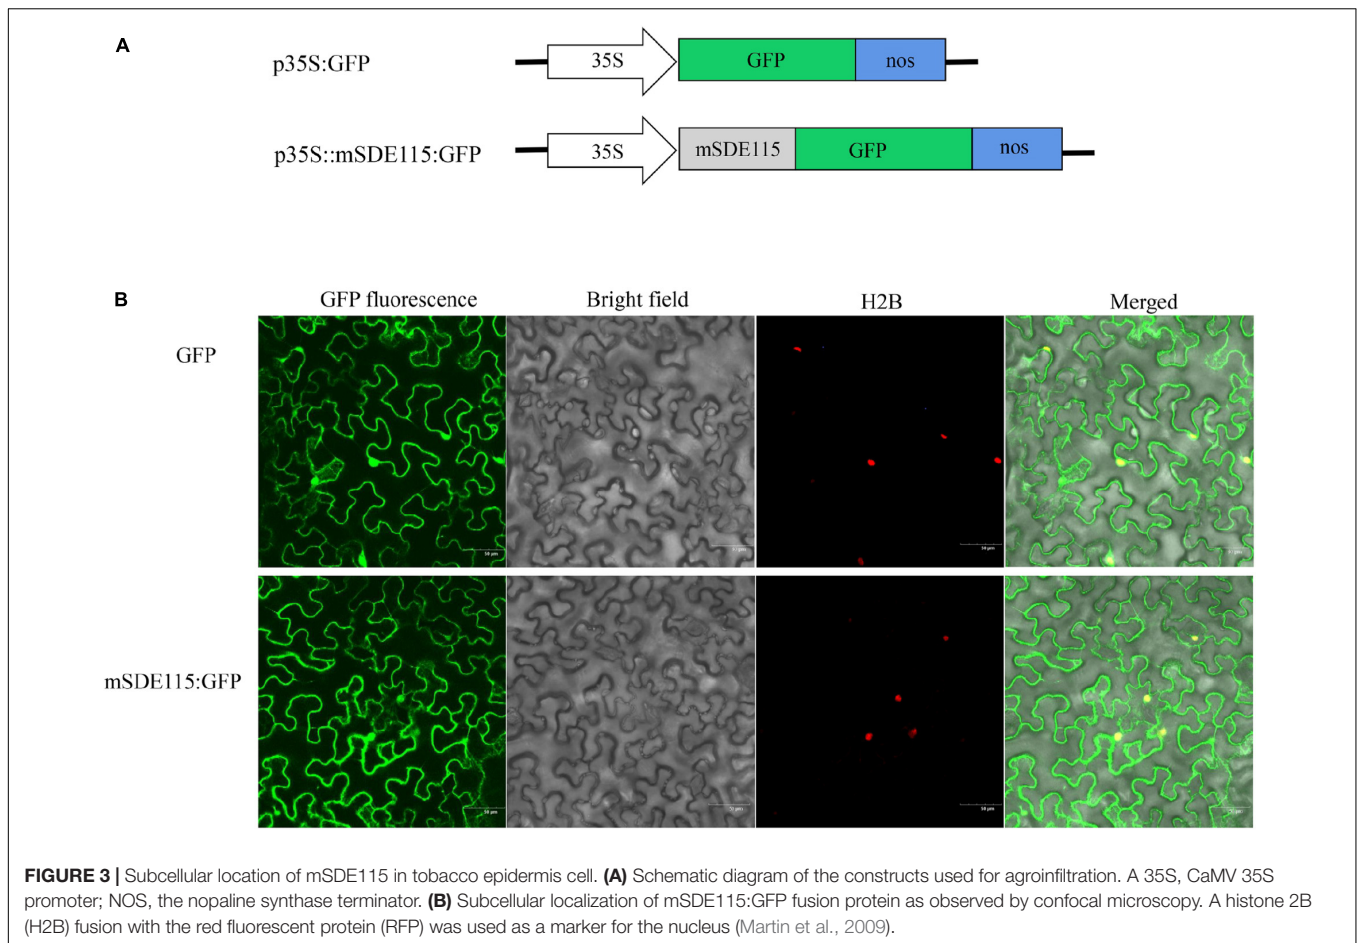 A
p35S:GFP
35S
GFP
nos
p35S::mSDE115:GFP
35S
mSDE115
GFP
nos
B
GFP fluorescence
Bright field
H2B
Merged
GFP
mSDE115:GFP
FIGURE 3 | Subcellular location of mSDE115 in tobacco epidermis cell. (A) Schematic diagram of the constructs used for agroinfiltration. A 35S, CaMV 35S
promoter; NOS, the nopaline synthase terminator. (B) Subcellular localization of mSDE115:GFP fusion protein as observed by confocal microscopy. A histone 2B
(H2B) fusion with the red fluorescent protein (RFP) was used as a marker for the nucleus (Martin et al., 2009).